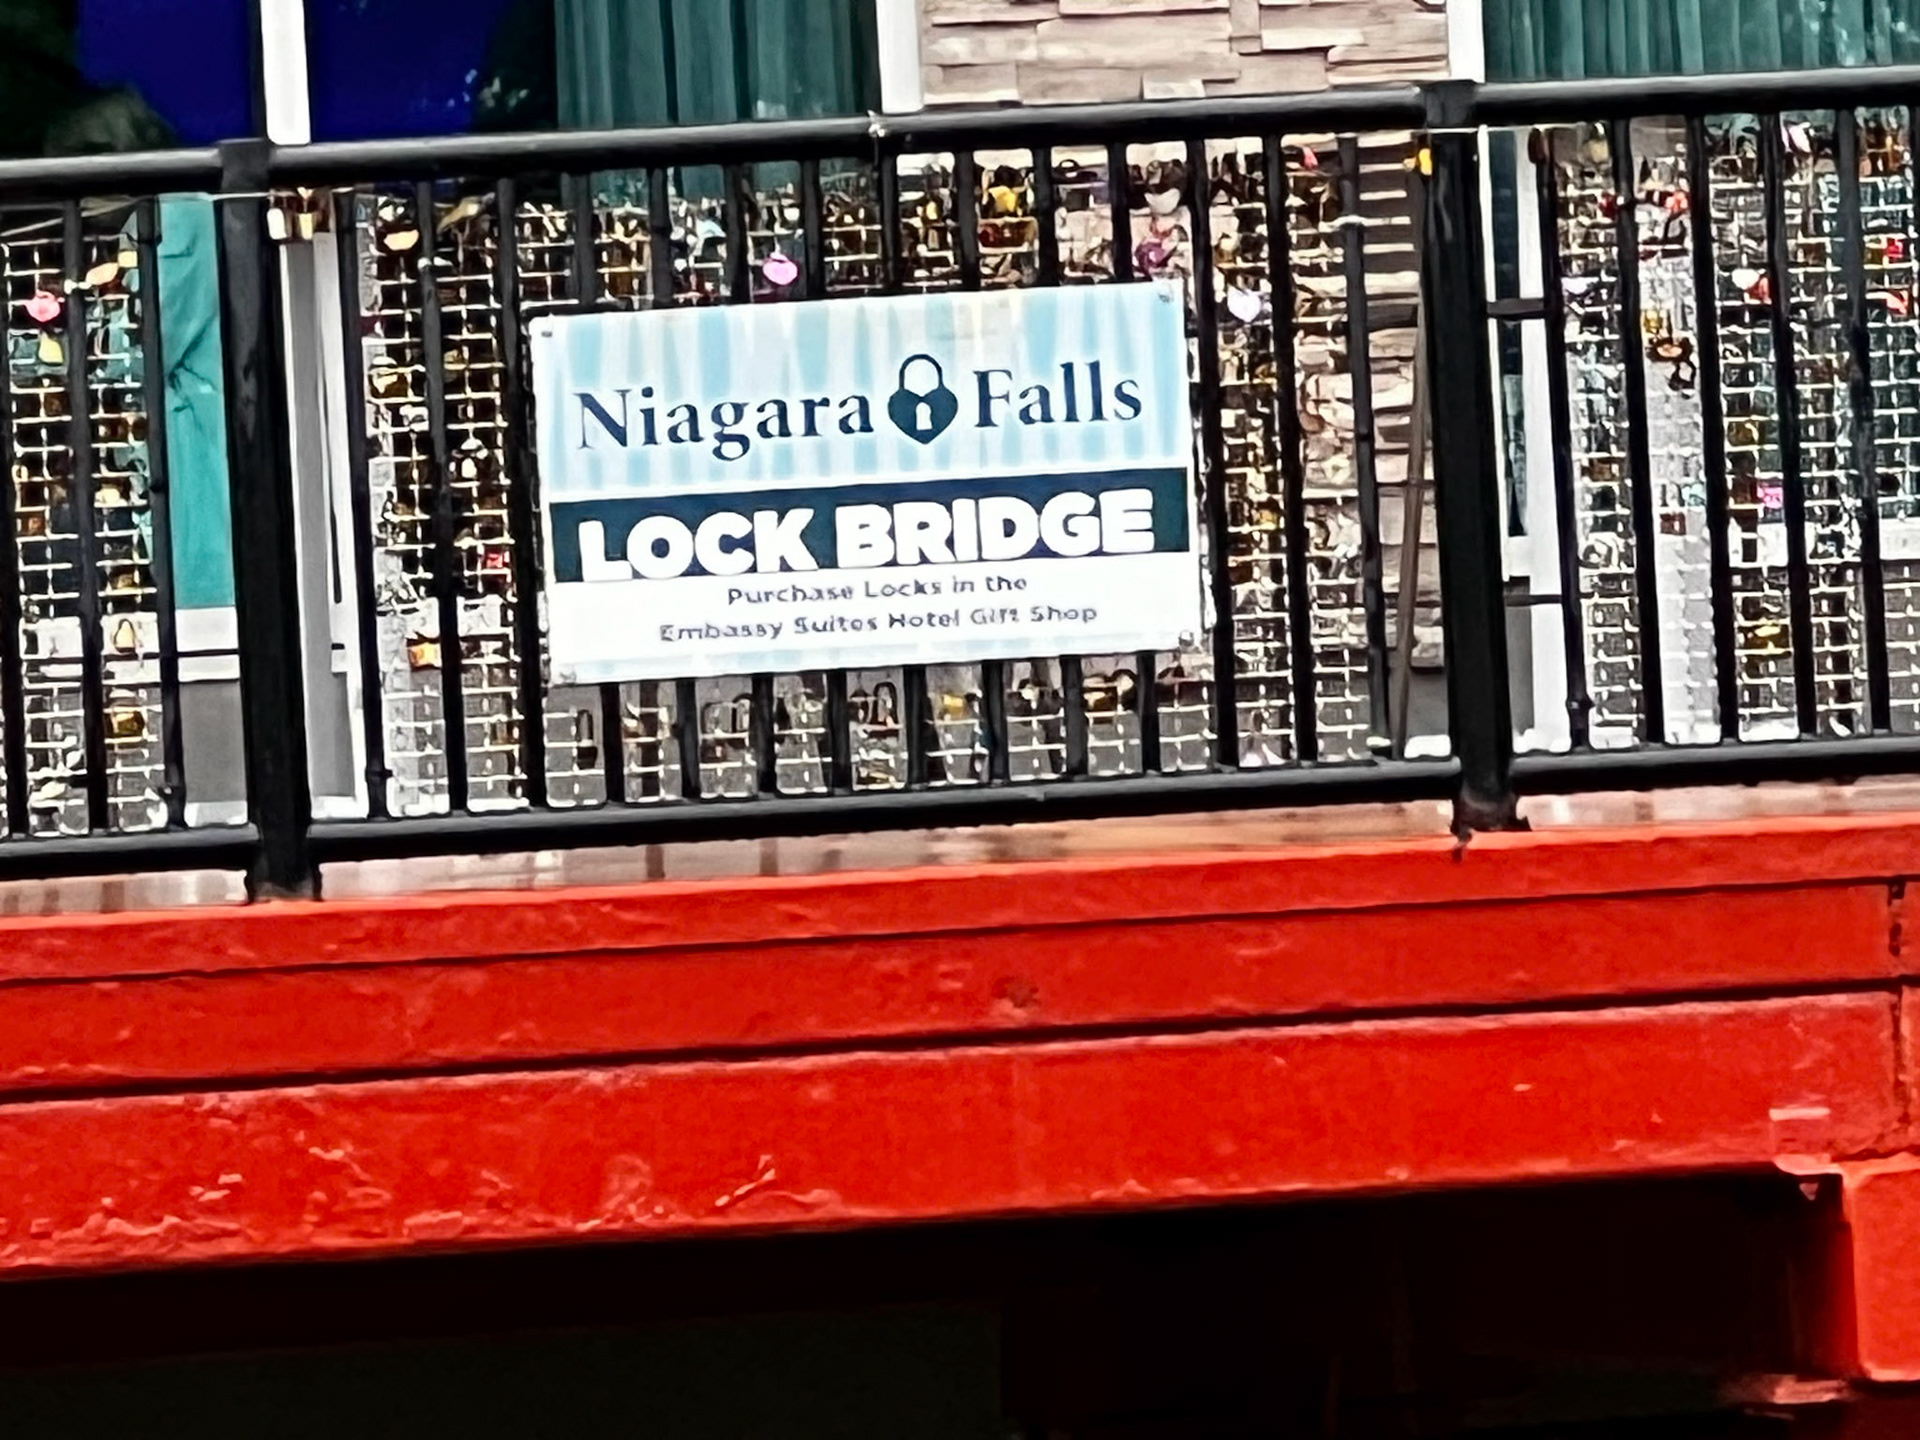 Niagara Falls
LOCK BRIDGE
Purchase Locks in the
Embassy Suites Hotel Gift Shop